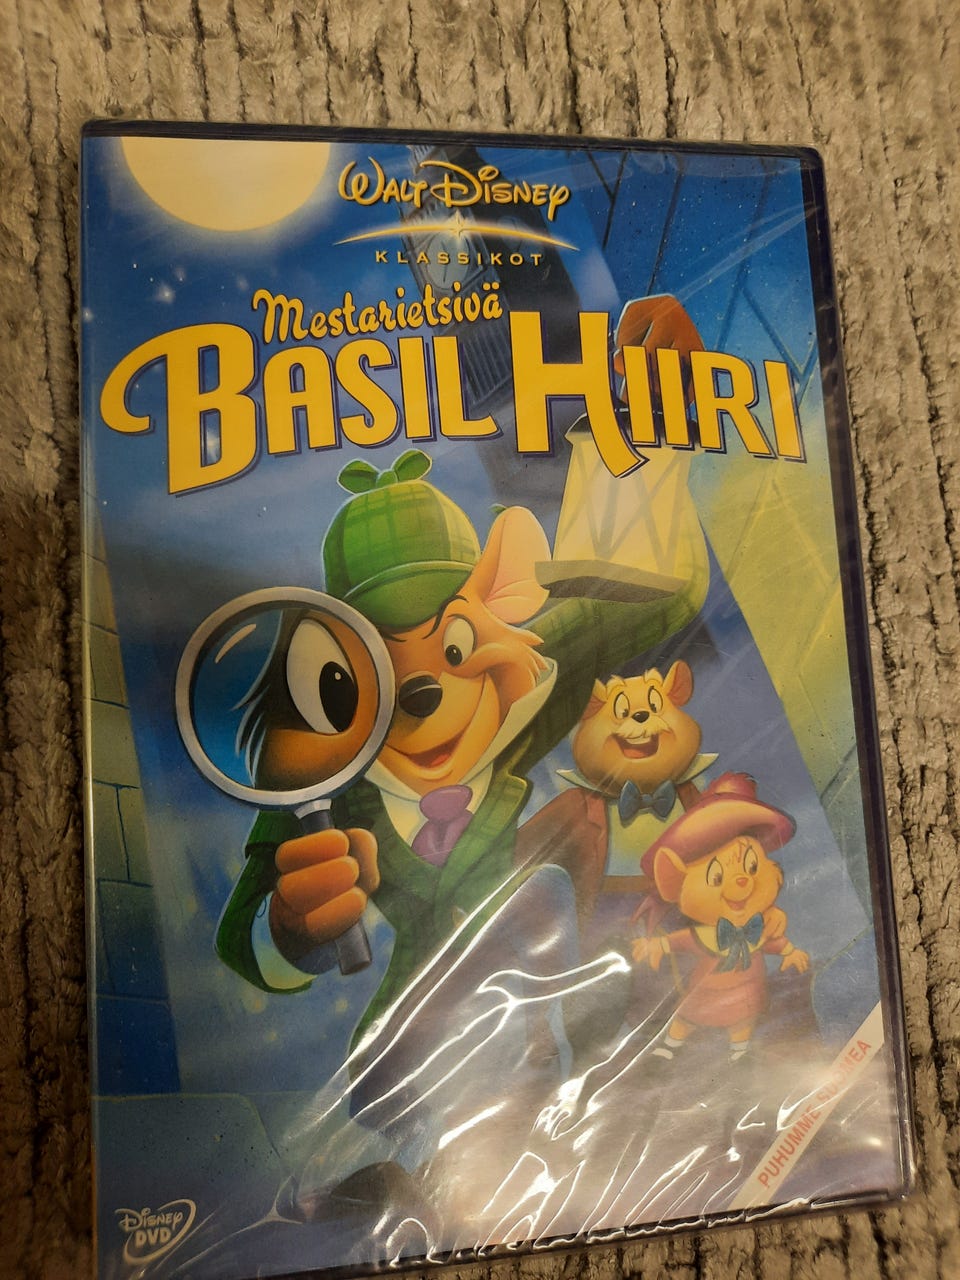 WALT DISNEY
KLASSIKOT
Mestarietsivä
BASIL HIIRI
PUHUMME SUOMEA
DISNEY
DVD